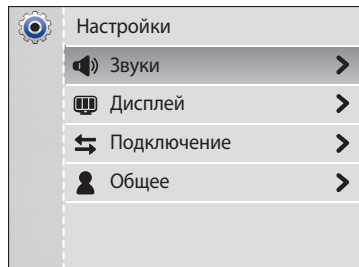 Настройки
Звуки
Дисплей
Подключение
Общее